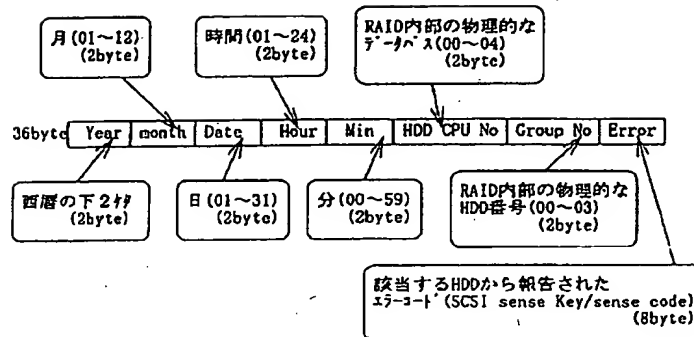 月(01～12)
(2byte)
時間(01～24)
(2byte)
RAID内部の物理的な
ﾃﾞｰﾀﾊﾞｽ(00～04)
(2byte)
36byte Year month Date Hour Min HDD CPU No Group No Error
西暦の下2ｹﾀ
(2byte)
日(01～31)
(2byte)
分(00～59)
(2byte)
RAID内部の物理的な
HDD番号(00～03)
(2byte)
該当するHDDから報告された
ｴﾗｰｺｰﾄﾞ(SCSI sense Key/sense code)
(8byte)